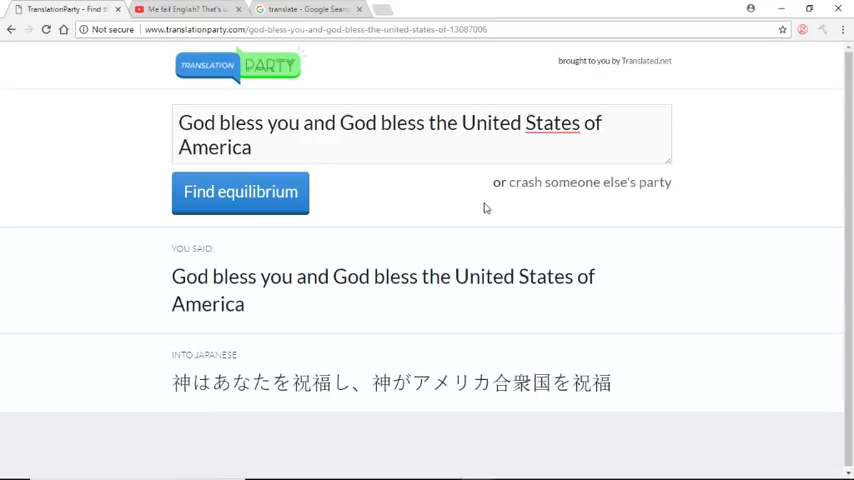 TranslationParty - Find th
Me fail English? That's u
translate - Google Searc
Not secure
www.translationparty.com/god-bless-you-and-god-bless-the-united-states-of-13087006
TRANSLATION PARTY
brought to you by Translated.net
God bless you and God bless the United States of
America
Find equilibrium
or crash someone else's party
YOU SAID:
God bless you and God bless the United States of
America
INTO JAPANESE
神はあなたを祝福し、神がアメリカ合衆国を祝福